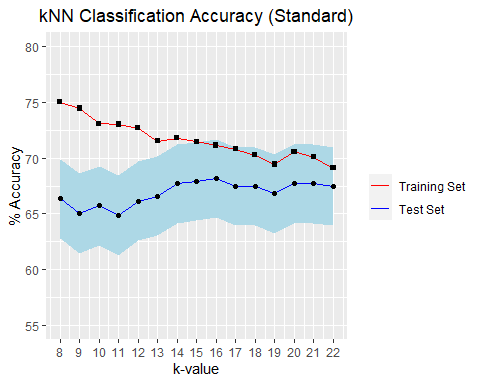 kNN Classification Accuracy (Standard)
% Accuracy
80
75
70
65
60
55
8 9 10 11 12 13 14 15 16 17 18 19 20 21 22
k-value
Training Set
Test Set